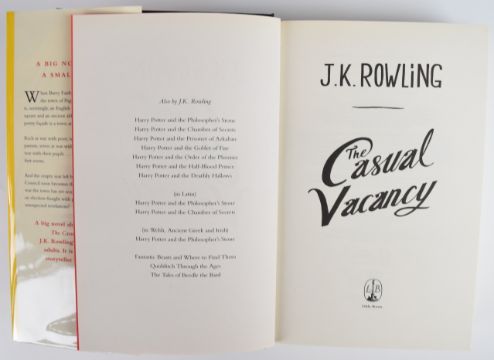 A BIG NO
A SMAL
When Barry Fair
the town of Pag
is, seemingly, an English
square and an ancient ab
pretty façade is a town at
Rich at war with poor, te
parents, wives at war with
war with their pupils ...
first seems.
And the empty seat left by
Council soon becomes th
the town has yet seen.
an election fraught with p
unexpected revelations?
A big novel ab
The Casu
J.K. Rowling
adults. It is
storyteller
Also by J.K. Rowling
Harry Potter and the Philosopher's Stone
Harry Potter and the Chamber of Secrets
Harry Potter and the Prisoner of Azkaban
Harry Potter and the Goblet of Fire
Harry Potter and the Order of the Phoenix
Harry Potter and the Half-Blood Prince
Harry Potter and the Deathly Hallows
(in Latin)
Harry Potter and the Philosopher's Stone
Harry Potter and the Chamber of Secrets
(in Welsh, Ancient Greek and Irish)
Harry Potter and the Philosopher's Stone
Fantastic Beasts and Where to Find Them
Quidditch Through the Ages
The Tales of Beedle the Bard
J.K. ROWLING
The
Casual
Vacancy
L B
Little, Brown